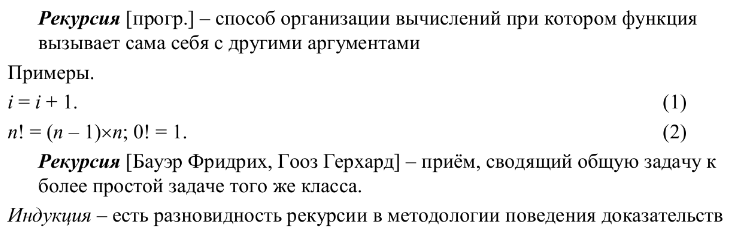 Рекурсия [прогр.] – способ организации вычислений при котором функция
вызывает сама себя с другими аргументами
Примеры.
i = i + 1. (1)
n! = (n – 1)×n; 0! = 1. (2)
Рекурсия [Бауэр Фридрих, Гооз Герхард] – приём, сводящий общую задачу к
более простой задаче того же класса.
Индукция – есть разновидность рекурсии в методологии поведения доказательств